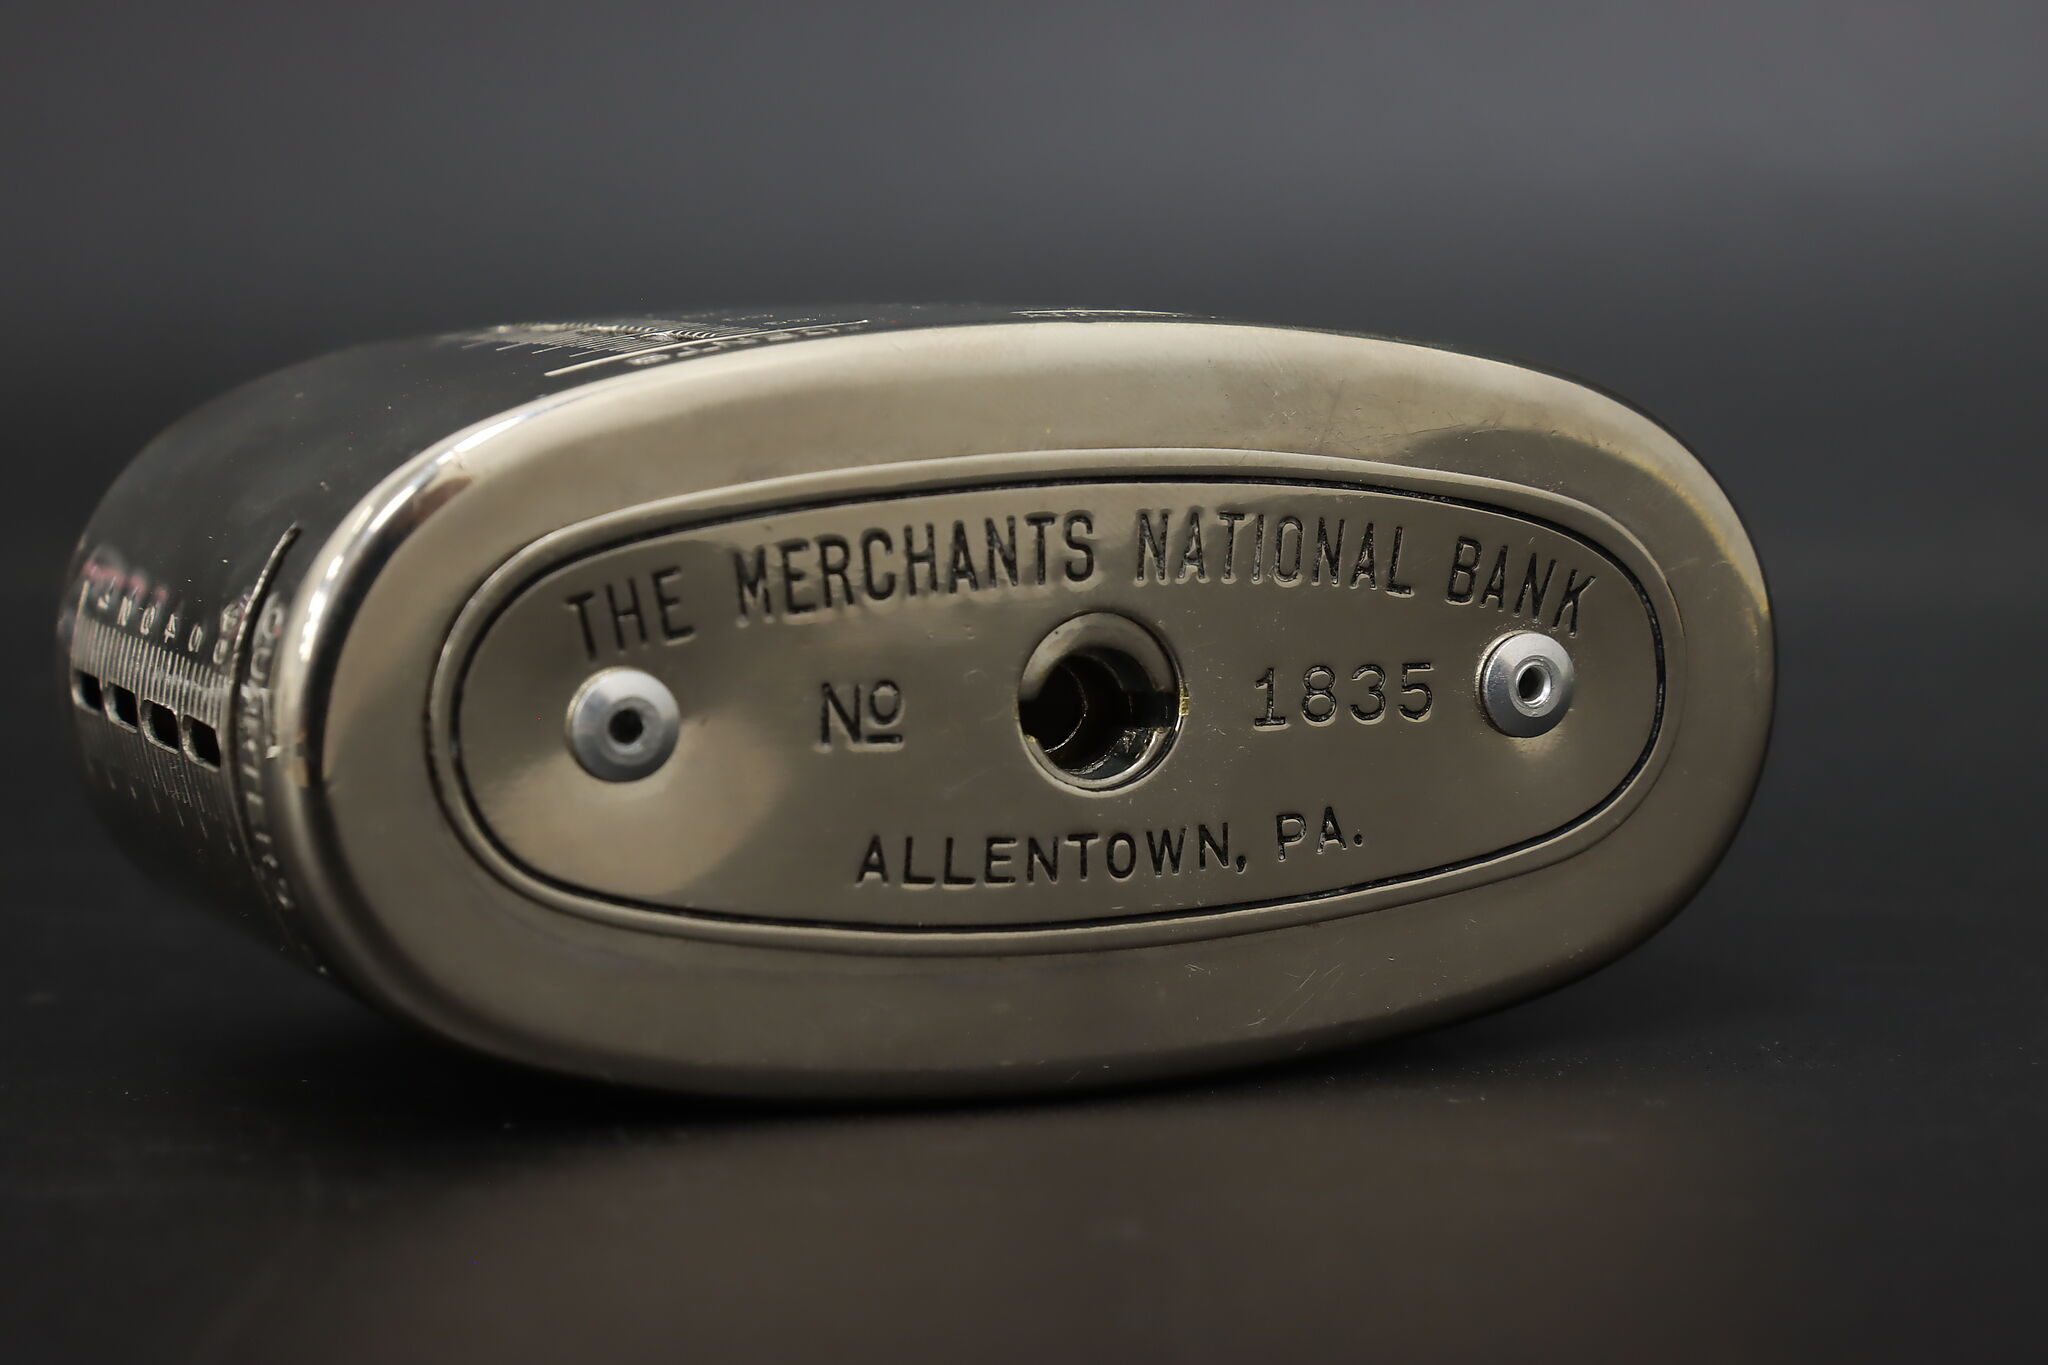 THE MERCHANTS NATIONAL BANK
No 1835
ALLENTOWN, PA.